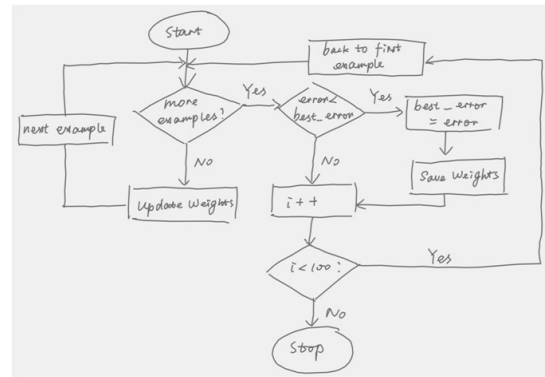 Start
back to first
example
more
examples?
Yes
error<
best_error
Yes
best_error
= error
next example
No
No
Save Weights
Update Weights
i++
i<100?
Yes
No
Stop